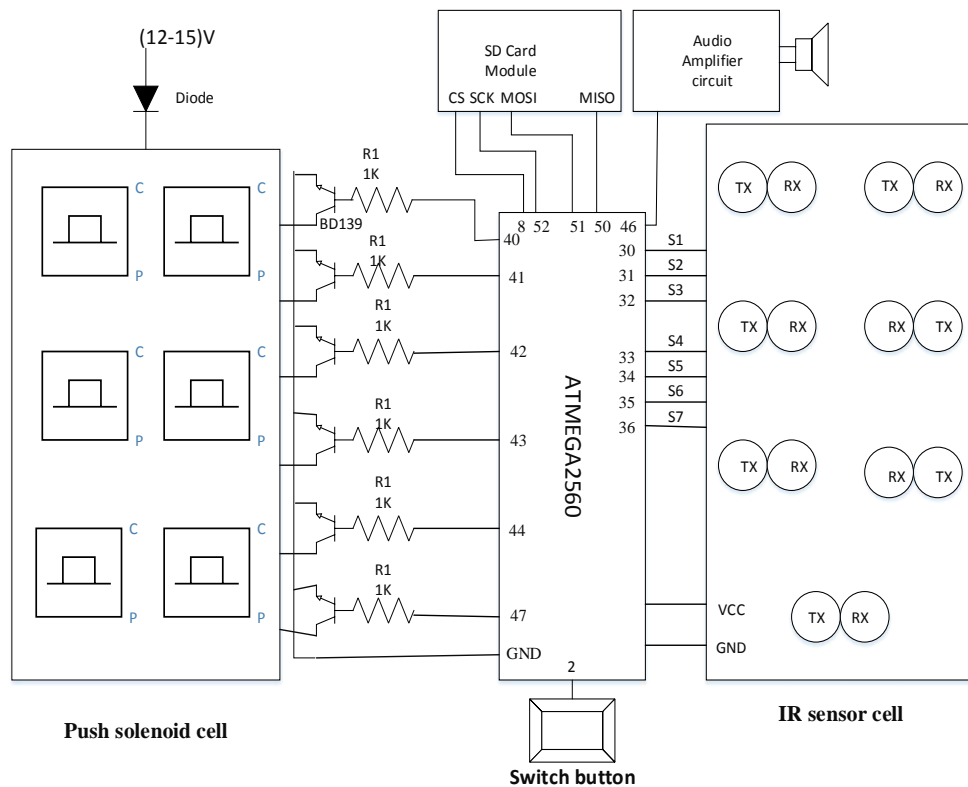 (12-15)V
Diode
C
C
P
P
C
C
P
P
C
C
P
P
Push solenoid cell
R1
1K
BD139
R1
1K
R1
1K
R1
1K
R1
1K
R1
1K
SD Card
Module
CS SCK MOSI MISO
Audio
Amplifier
circuit
8 52 51 50 46
40
41
42
43
44
47
GND
2
ATMEGA2560
30
31
32
33
34
35
36
S1
S2
S3
S4
S5
S6
S7
TX RX TX RX
TX RX RX TX
TX RX RX TX
TX RX
VCC
GND
IR sensor cell
Switch button